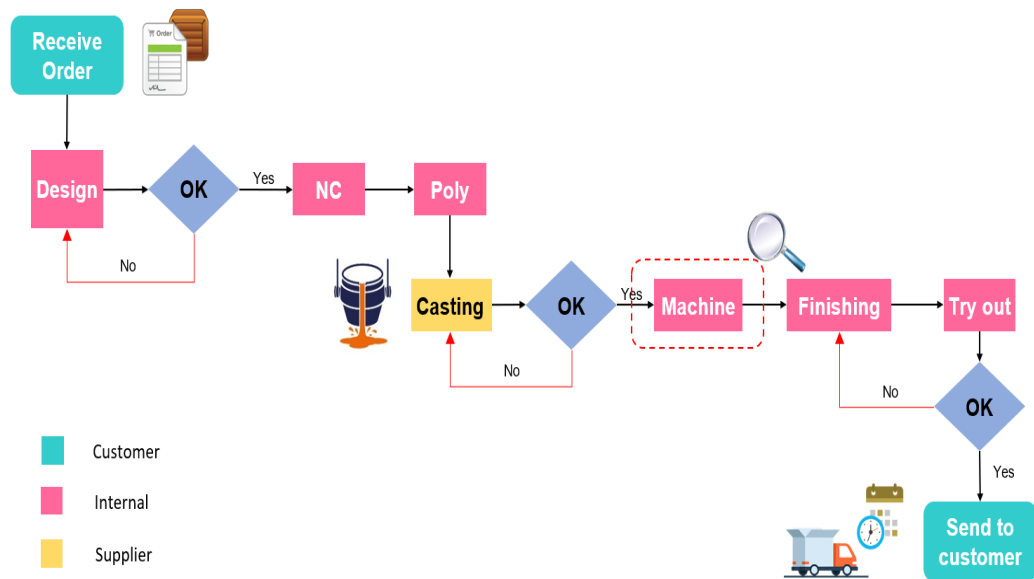 Receive
Order
Order
Design
OK
Yes
NC
Poly
No
Casting
OK
Yes
Machine
Finishing
Try out
No
No
OK
Yes
Customer
Internal
Supplier
Send to
customer